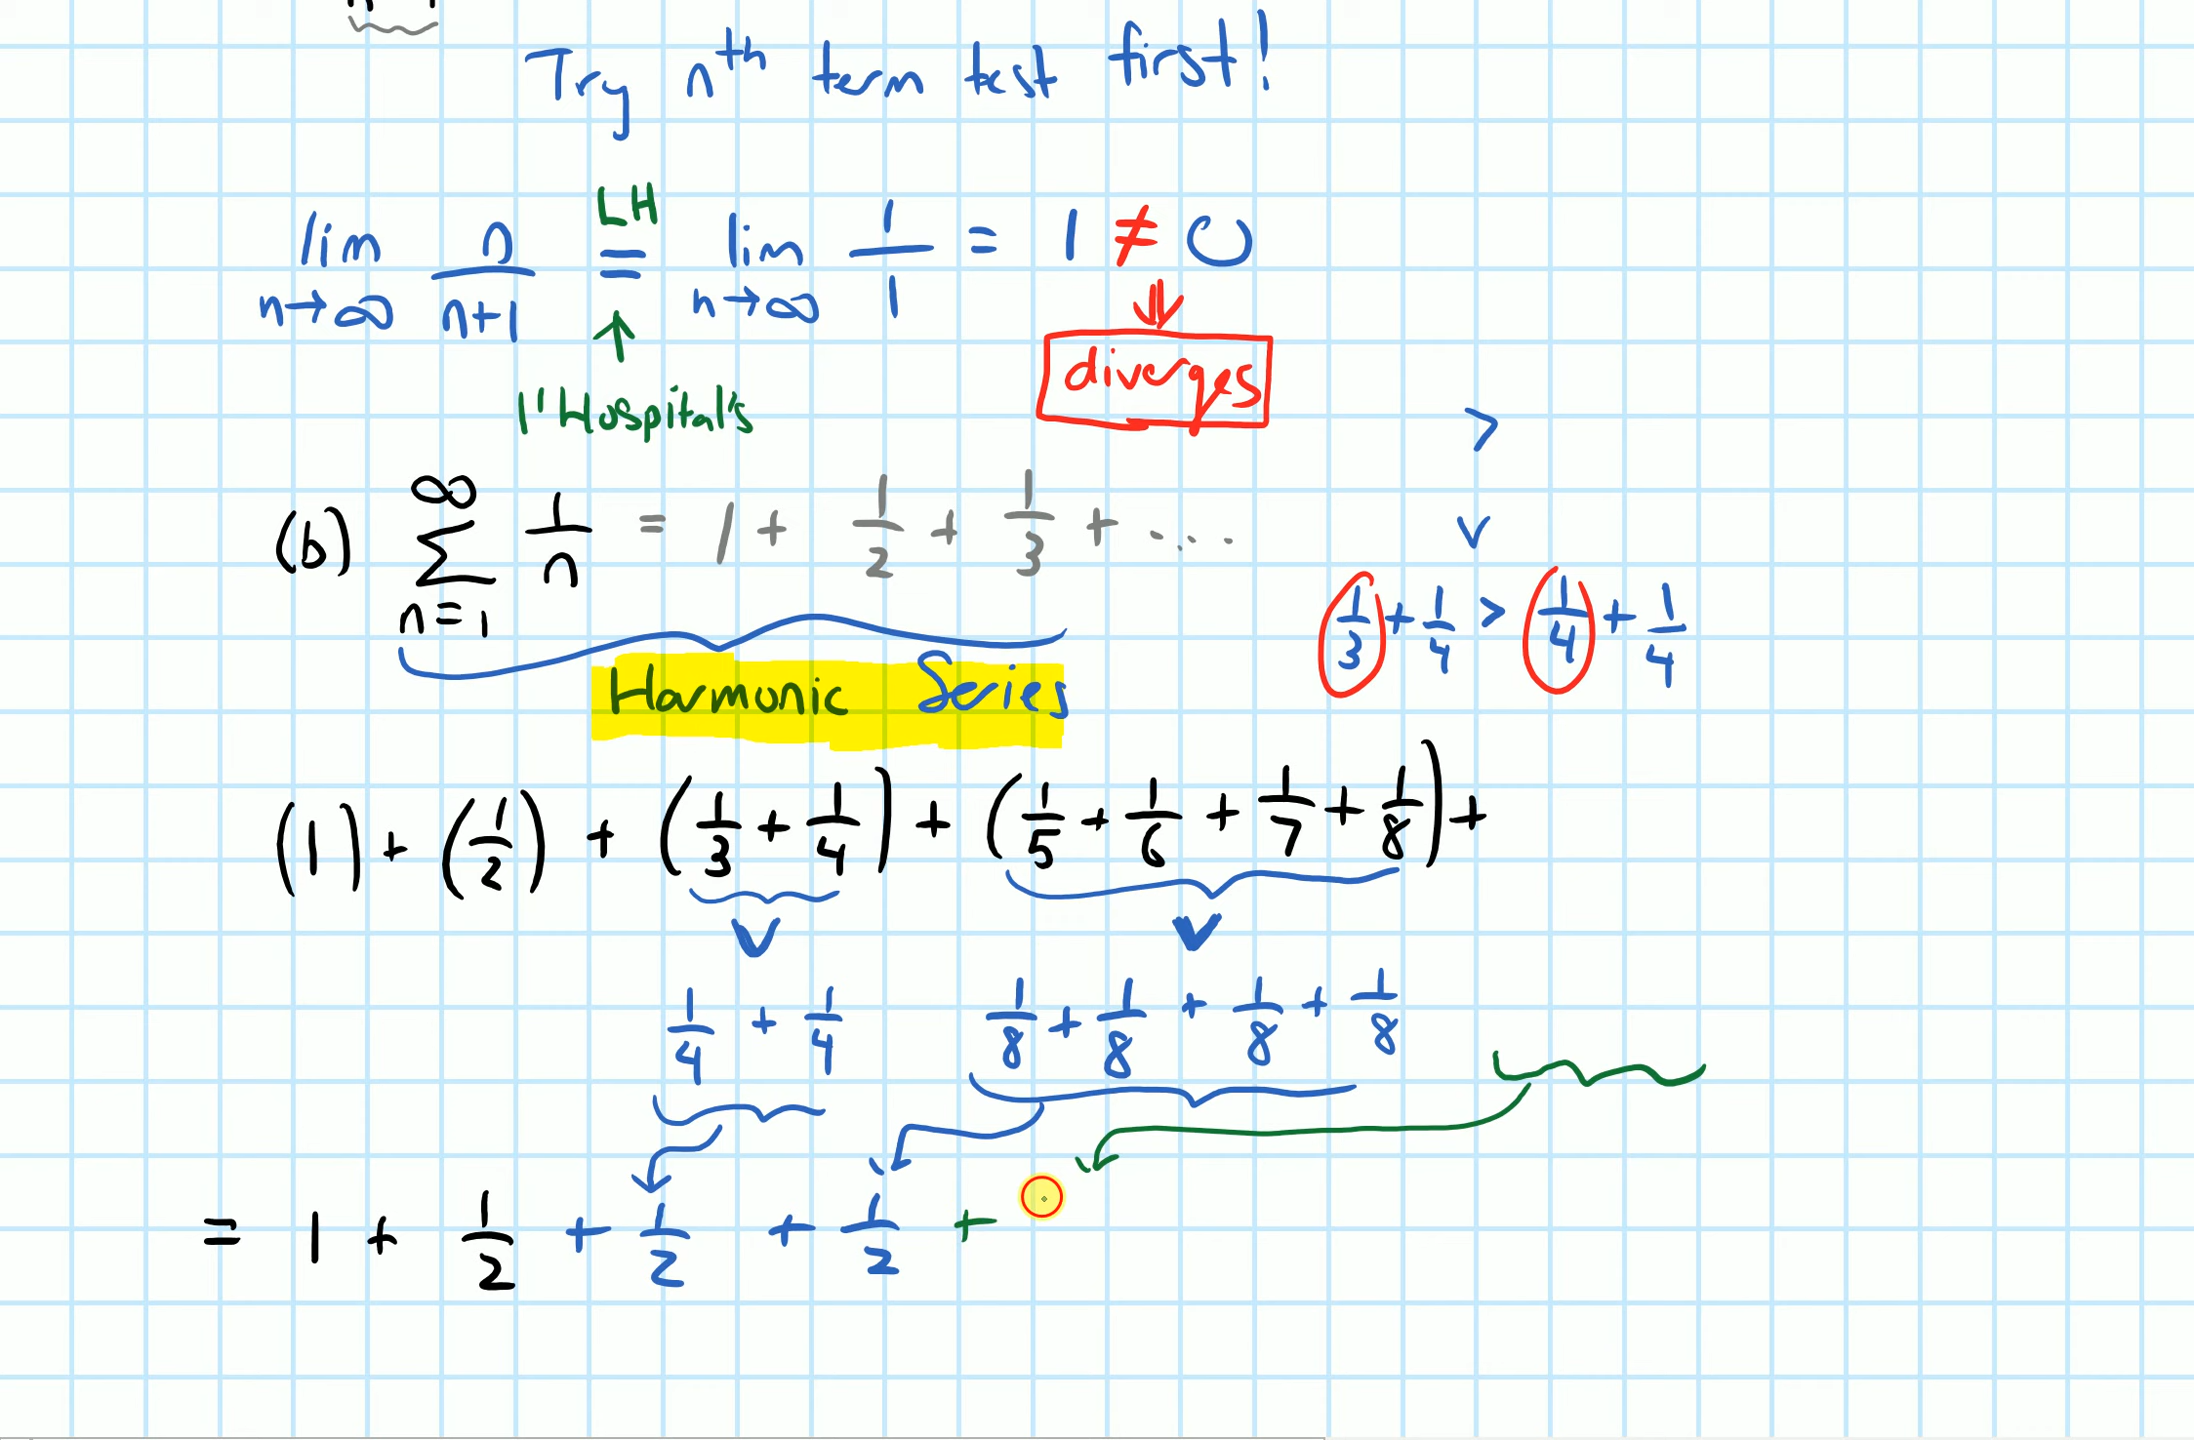 Try nth term test first!
lim n→∞ n/(n+1) =(LH) lim n→∞ 1/1 = 1 ≠ 0
l'Hospital's
⇓
diverges
>
(b) ∑ n=1 ∞ 1/n = 1 + 1/2 + 1/3 + ....
v
1/3 + 1/4 > 1/4 + 1/4
Harmonic Series
(1) + (1/2) + (1/3 + 1/4) + (1/5 + 1/6 + 1/7 + 1/8) +
v v
1/4 + 1/4 1/8 + 1/8 + 1/8 + 1/8
= 1 + 1/2 + 1/2 + 1/2 +